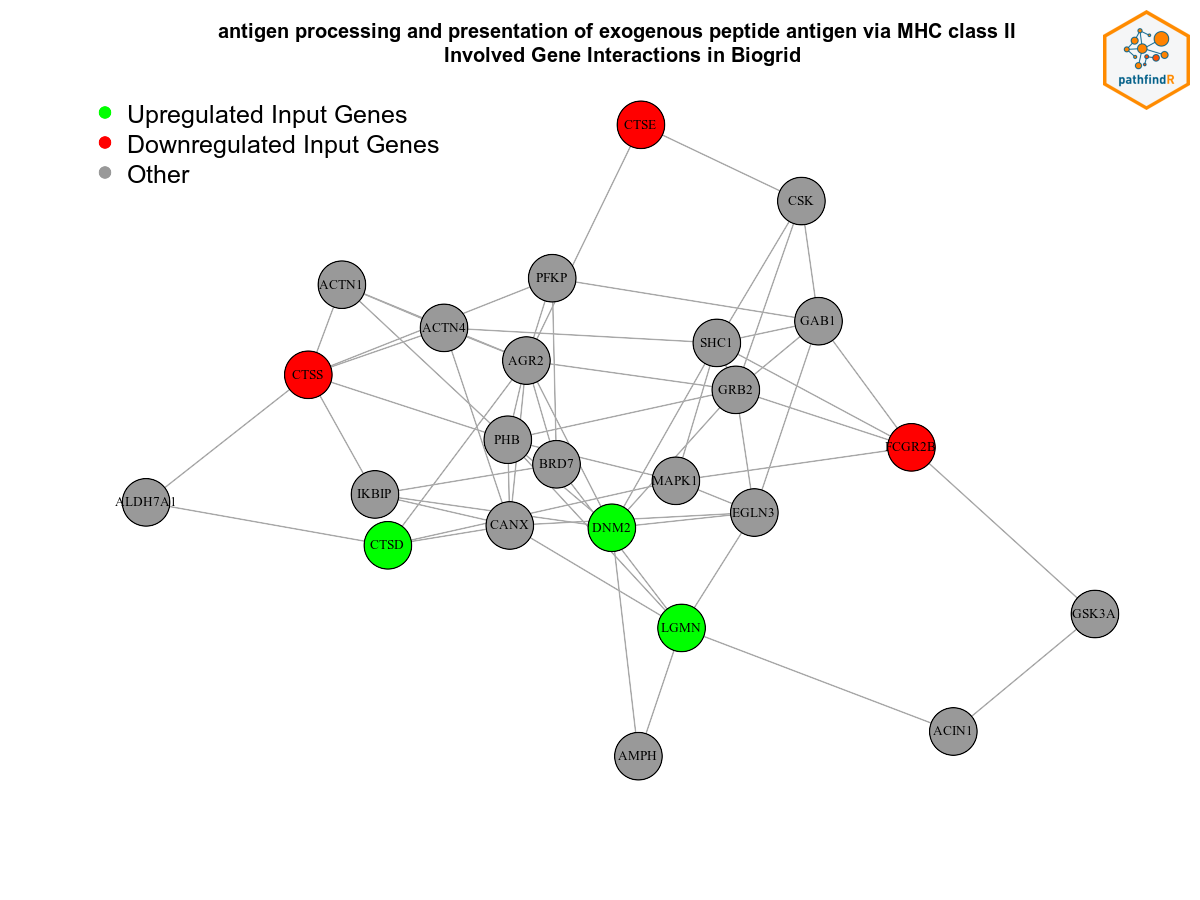 antigen processing and presentation of exogenous peptide antigen via MHC class II
Involved Gene Interactions in Biogrid
pathfindR
Upregulated Input Genes
Downregulated Input Genes
Other
CTSE
CSK
PFKP
ACTN1
GAB1
ACTN4
SHC1
AGR2
CTSS
GRB2
PHB
FCGR2B
BRD7
MAPK1
IKBIP
ALDH7A1
EGLN3
CANX
DNM2
CTSD
GSK3A
LGMN
ACIN1
AMPH